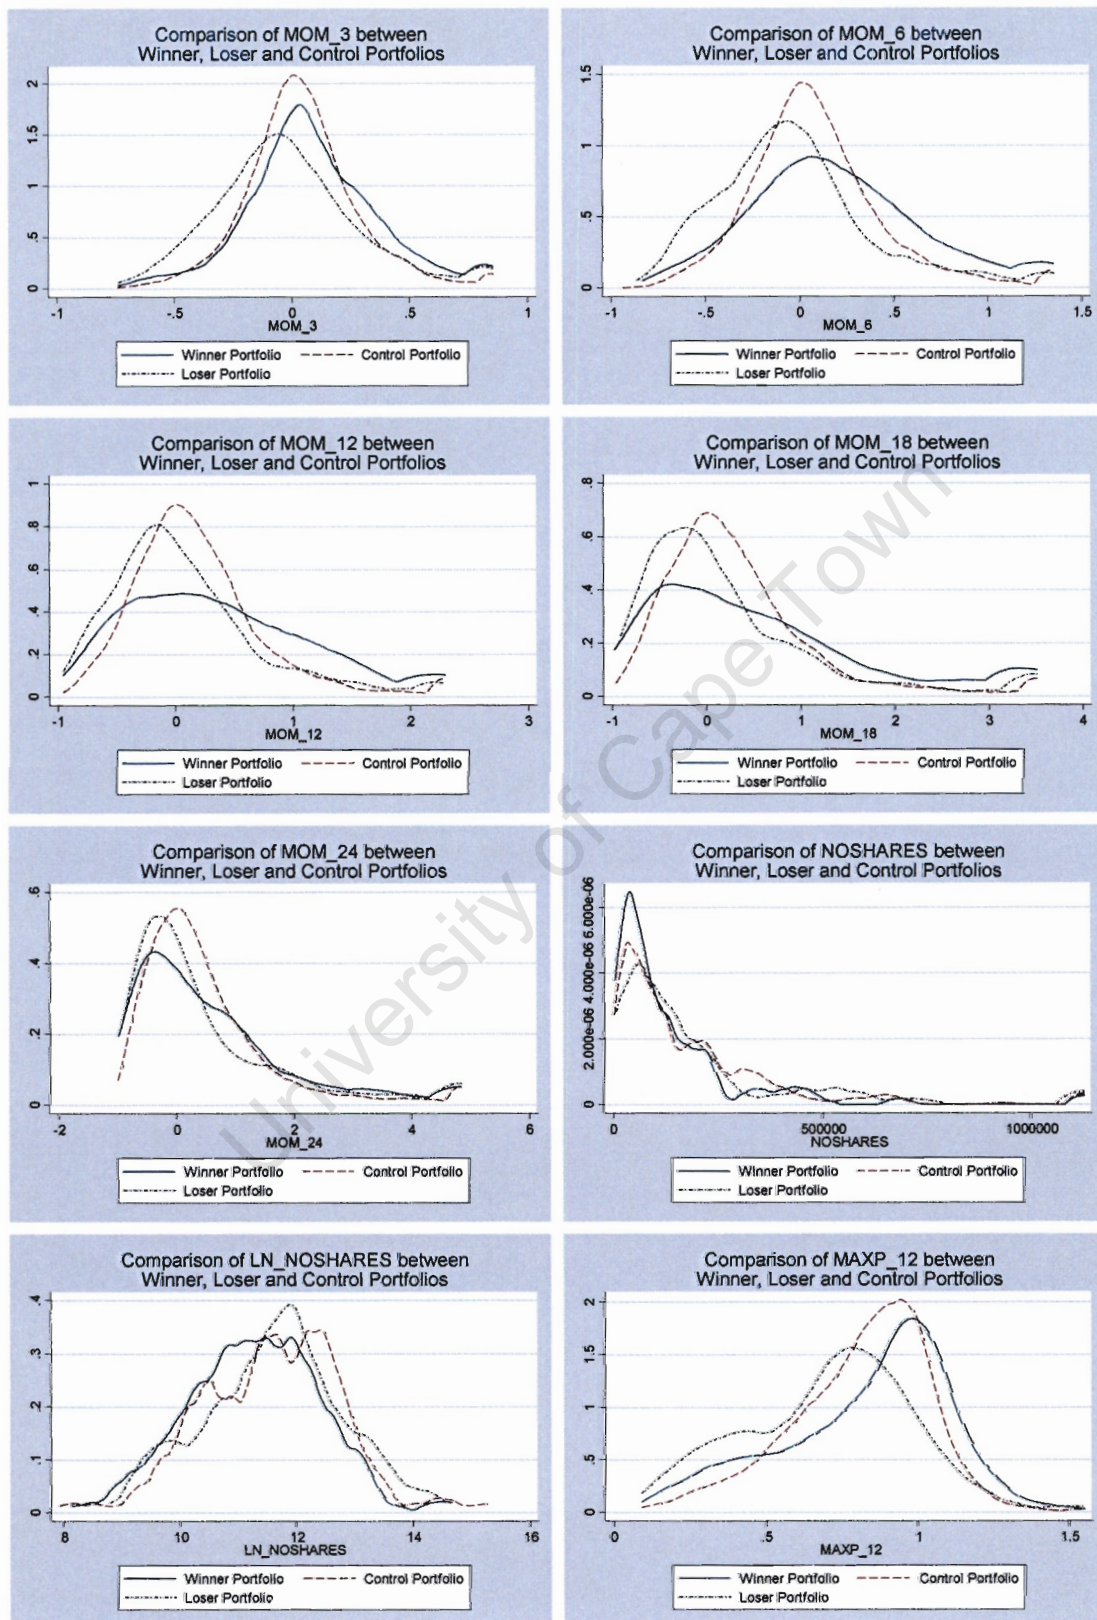 Comparison of MOM_3 between
Winner, Loser and Control Portfolios
2
1.5
1
.5
0
-1
-.5
0
.5
1
MOM_3
Winner Portfolio
Control Portfolio
Loser Portfolio
Comparison of MOM_6 between
Winner, Loser and Control Portfolios
1.5
1
.5
0
-1
-.5
0
.5
1
1.5
MOM_6
Winner Portfolio
Control Portfolio
Loser Portfolio
Comparison of MOM_12 between
Winner, Loser and Control Portfolios
1
.8
.6
.4
.2
0
-1
0
1
2
3
MOM_12
Winner Portfolio
Control Portfolio
Loser Portfolio
Comparison of MOM_18 between
Winner, Loser and Control Portfolios
.8
.6
.4
.2
0
-1
0
1
2
3
4
MOM_18
Winner Portfolio
Control Portfolio
Loser Portfolio
Comparison of MOM_24 between
Winner, Loser and Control Portfolios
.6
.4
.2
0
-2
0
2
4
6
MOM_24
Winner Portfolio
Control Portfolio
Loser Portfolio
Comparison of NOSHARES between
Winner, Loser and Control Portfolios
6.000e-06
4.000e-06
2.000e-06
0
0
500000
1000000
NOSHARES
Winner Portfolio
Control Portfolio
Loser Portfolio
Comparison of LN_NOSHARES between
Winner, Loser and Control Portfolios
.4
.3
.2
.1
0
8
10
12
14
16
LN_NOSHARES
Winner Portfolio
Control Portfolio
Loser Portfolio
Comparison of MAXP_12 between
Winner, Loser and Control Portfolios
2
1.5
1
.5
0
0
.5
1
1.5
MAXP_12
Winner Portfolio
Control Portfolio
Loser Portfolio
University of Cape Town